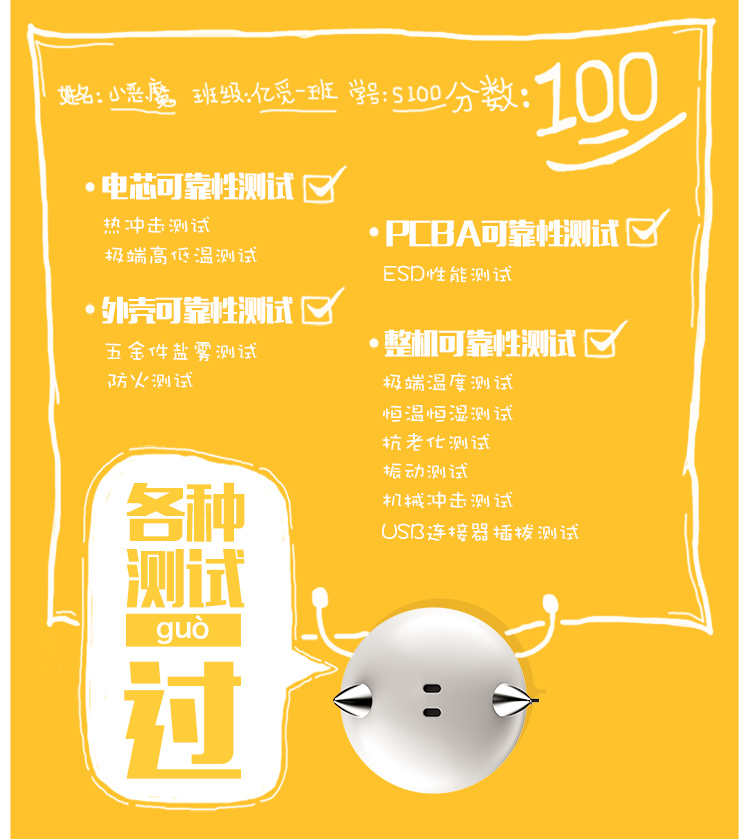 姓名:小恶魔 班级:亿觅一班 学号:S100 分数:100
• 电芯可靠性测试
热冲击测试
极端高低温测试
• 外壳可靠性测试
五金件盐雾测试
防火测试
• PCBA可靠性测试
ESD性能测试
• 整机可靠性测试
极端温度测试
恒温恒湿测试
抗老化测试
振动测试
机械冲击测试
USB连接器插拔测试
各种
测试
guò
过